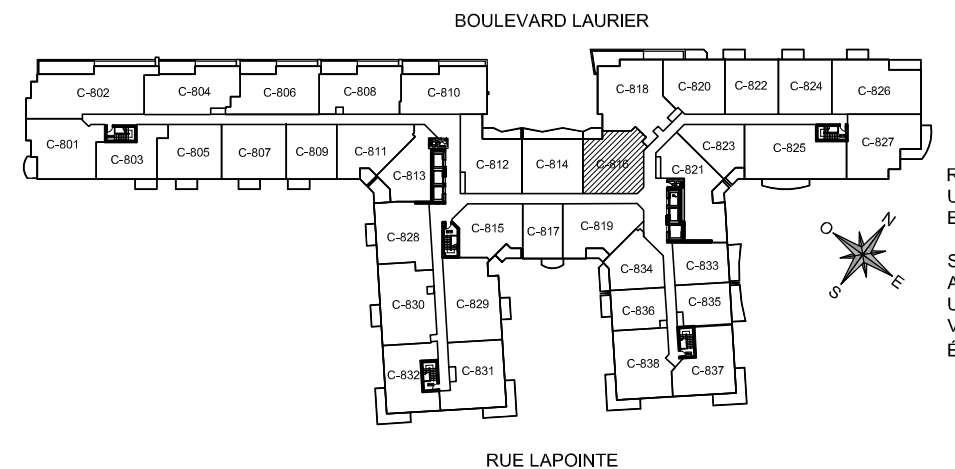 BOULEVARD LAURIER
C-802 C-804 C-806 C-808 C-810 C-818 C-820 C-822 C-824 C-826
C-801 C-803 C-805 C-807 C-809 C-811 C-813 C-812 C-814 C-816 C-821 C-823 C-825 C-827
C-828 C-815 C-817 C-819 C-834 C-833
C-830 C-829 C-836 C-835
C-832 C-831 C-838 C-837
R
U
E
S
A
U
V
É
O N
S E
RUE LAPOINTE